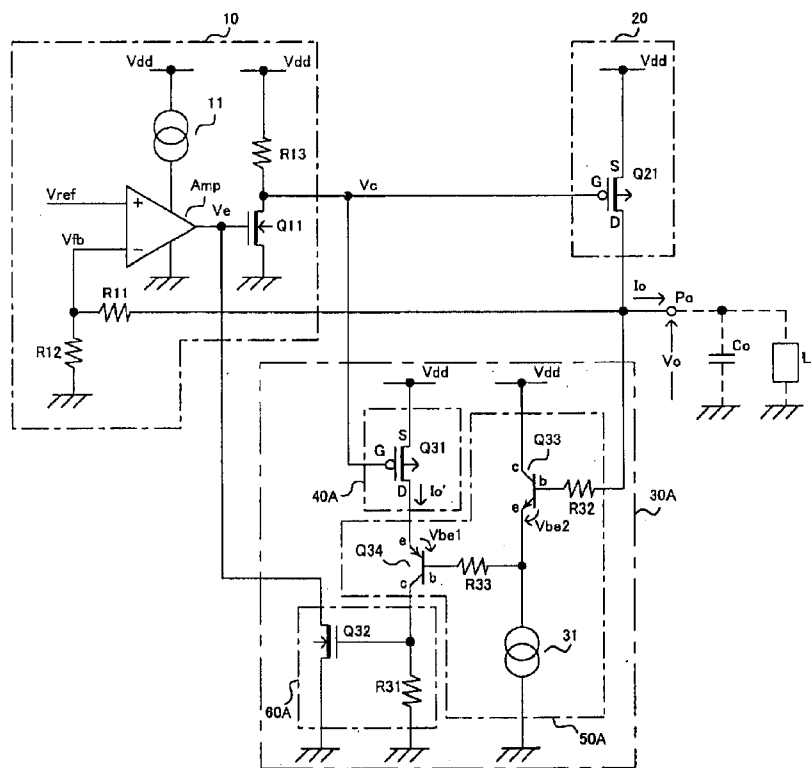 10
20
Vdd
Vdd
Vdd
11
R13
Vref
Amp
Ve
Vc
G
S
Q21
D
Q11
Vfb
R11
R12
Io
Po
Vo
Co
L
Vdd
Vdd
S
G
Q31
D
Io'
40A
Q33
c
b
e
R32
Vbe2
30A
Vbe1
e
Q34
c
b
R33
31
Q32
R31
60A
50A